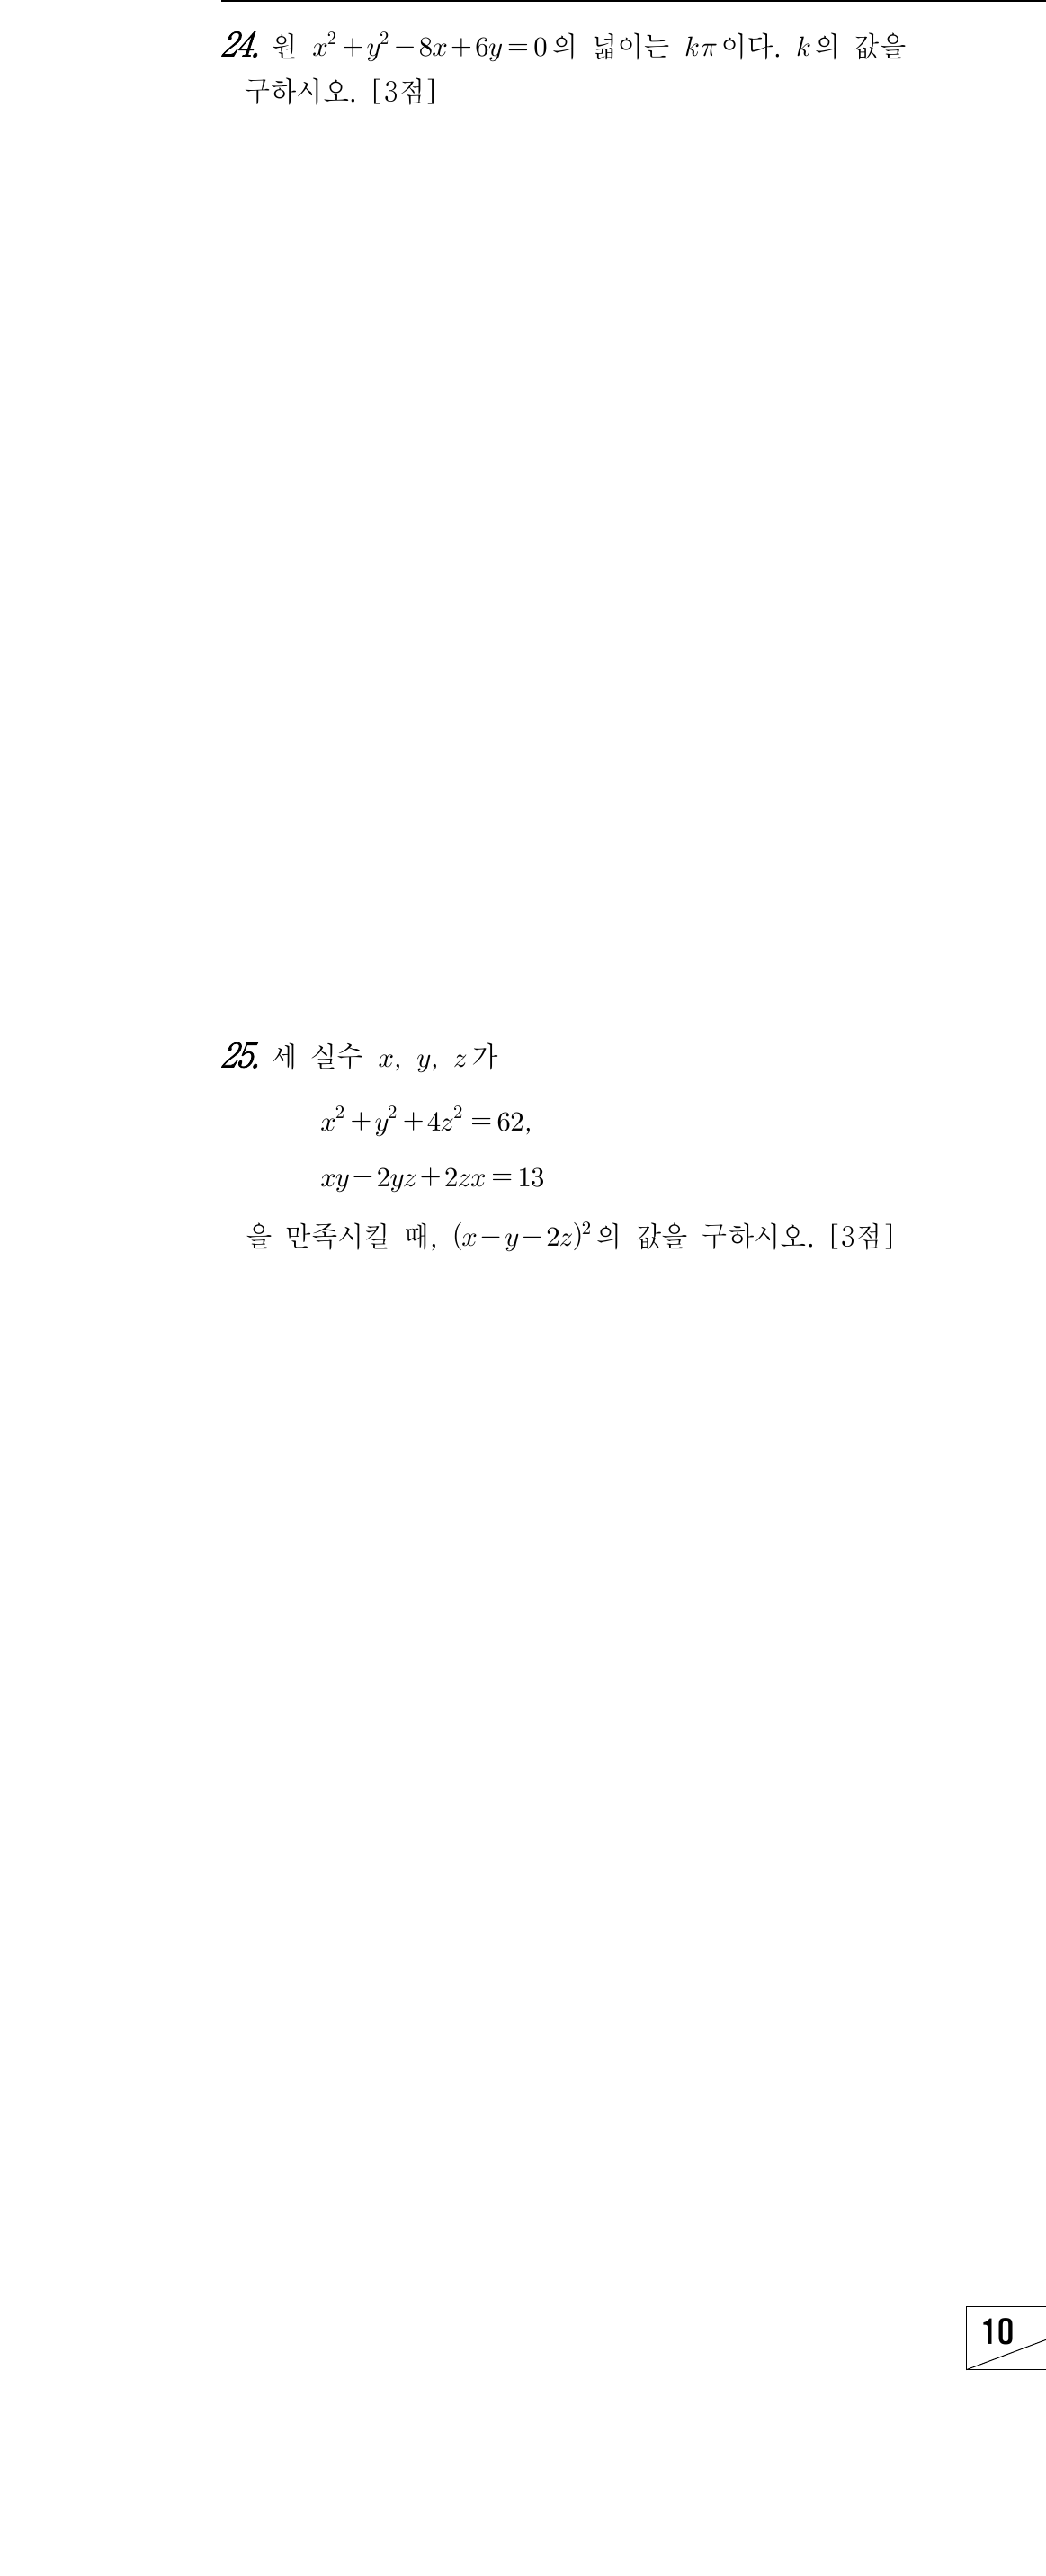 24. 원 x²+y²−8x+6y=0의 넓이는 kπ이다. k의 값을
구하시오. [3점]
25. 세 실수 x, y, z가
x²+y²+4z²=62,
xy−2yz+2zx=13
을 만족시킬 때, (x−y−2z)²의 값을 구하시오. [3점]
10